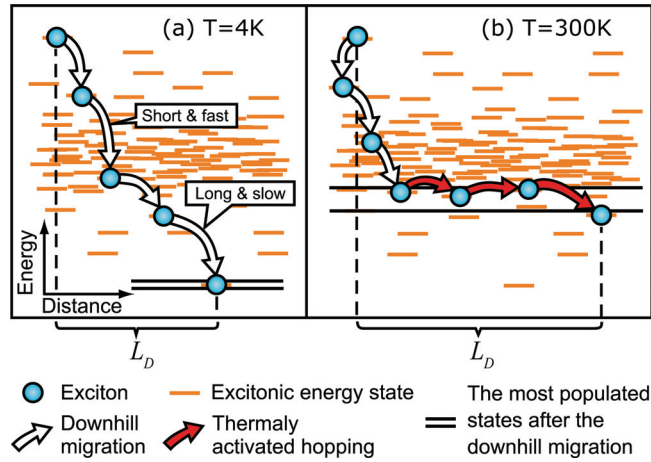 (a) T=4K
(b) T=300K
Short & fast
Long & slow
Energy
Distance
L_D
L_D
Exciton
Excitonic energy state
The most populated
states after the
downhill migration
Downhill
migration
Thermaly
activated hopping